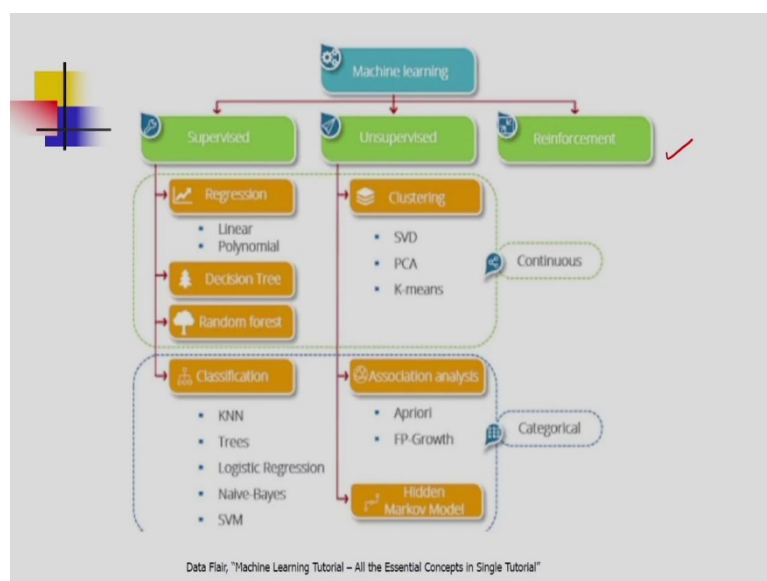 Machine learning
Supervised
Unsupervised
Reinforcement
Regression
Linear
Polynomial
Decision Tree
Random forest
Clustering
SVD
PCA
K-means
Continuous
Classification
KNN
Trees
Logistic Regression
Naive-Bayes
SVM
Association analysis
Apriori
FP-Growth
Hidden
Markov Model
Categorical
Data Flair, "Machine Learning Tutorial – All the Essential Concepts in Single Tutorial"